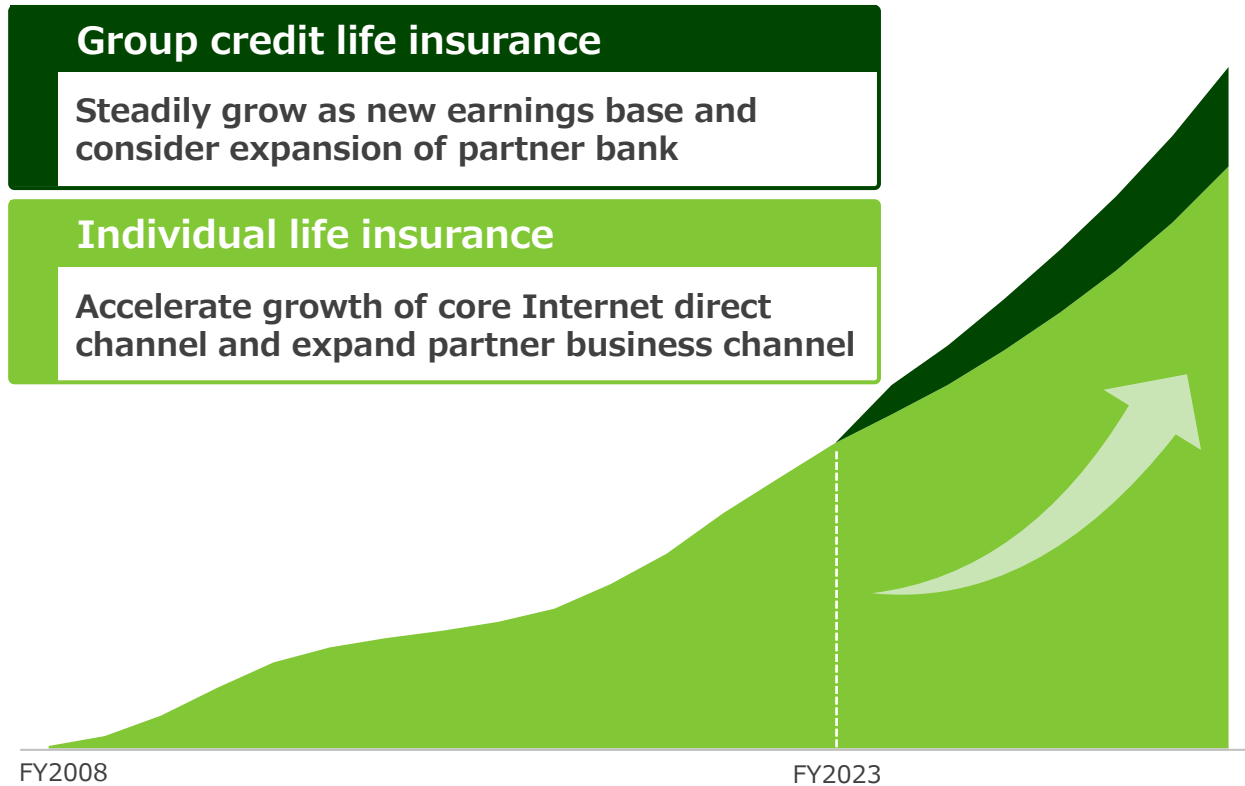 Group credit life insurance
Steadily grow as new earnings base and
consider expansion of partner bank
Individual life insurance
Accelerate growth of core Internet direct
channel and expand partner business channel
FY2008
FY2023